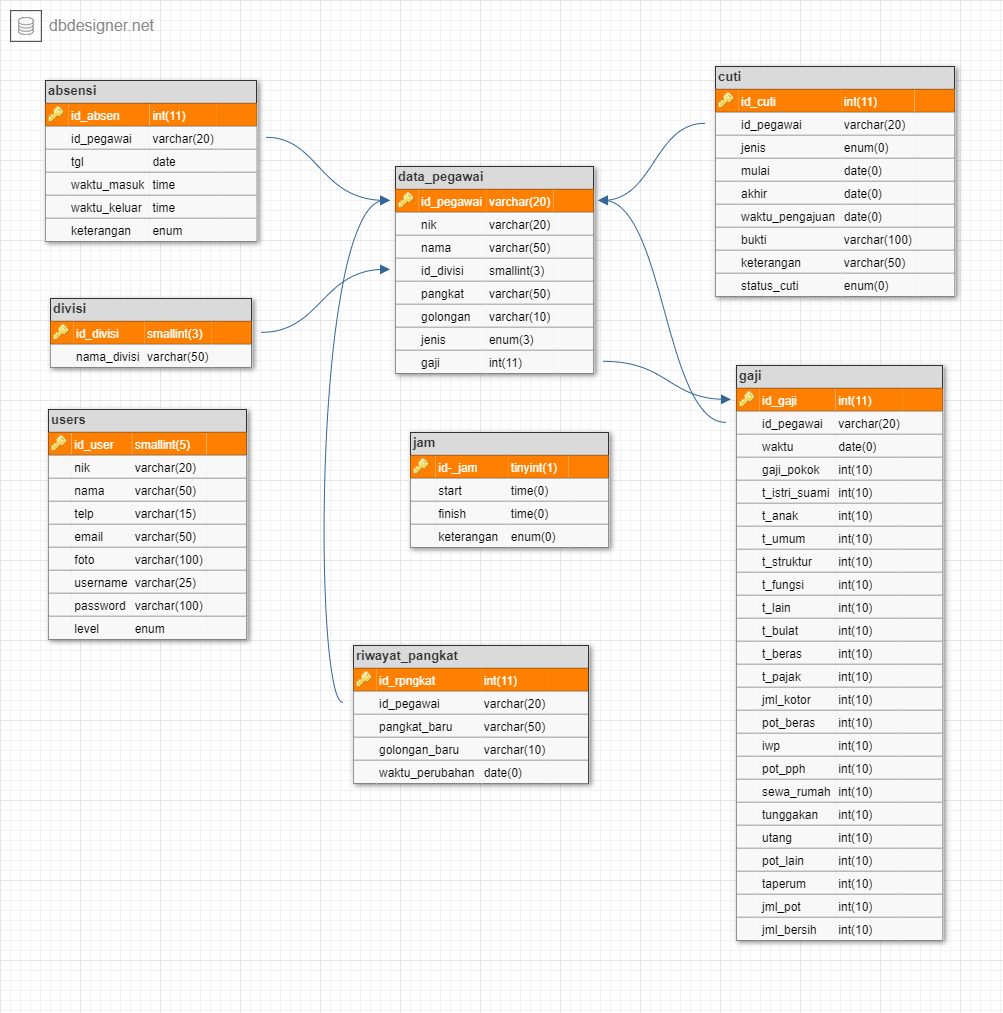 dbdesigner.net
absensi
id_absen int(11)
id_pegawai varchar(20)
tgl date
waktu_masuk time
waktu_keluar time
keterangan enum
divisi
id_divisi smallint(3)
nama_divisi varchar(50)
users
id_user smallint(5)
nik varchar(20)
nama varchar(50)
telp varchar(15)
email varchar(50)
foto varchar(100)
username varchar(25)
password varchar(100)
level enum
data_pegawai
id_pegawai varchar(20)
nik varchar(20)
nama varchar(50)
id_divisi smallint(3)
pangkat varchar(50)
golongan varchar(10)
jenis enum(3)
gaji int(11)
jam
id-_jam tinyint(1)
start time(0)
finish time(0)
keterangan enum(0)
riwayat_pangkat
id_rpngkat int(11)
id_pegawai varchar(20)
pangkat_baru varchar(50)
golongan_baru varchar(10)
waktu_perubahan date(0)
cuti
id_cuti int(11)
id_pegawai varchar(20)
jenis enum(0)
mulai date(0)
akhir date(0)
waktu_pengajuan date(0)
bukti varchar(100)
keterangan varchar(50)
status_cuti enum(0)
gaji
id_gaji int(11)
id_pegawai varchar(20)
waktu date(0)
gaji_pokok int(10)
t_istri_suami int(10)
t_anak int(10)
t_umum int(10)
t_struktur int(10)
t_fungsi int(10)
t_lain int(10)
t_bulat int(10)
t_beras int(10)
t_pajak int(10)
jml_kotor int(10)
pot_beras int(10)
iwp int(10)
pot_pph int(10)
sewa_rumah int(10)
tunggakan int(10)
utang int(10)
pot_lain int(10)
taperum int(10)
jml_pot int(10)
jml_bersih int(10)